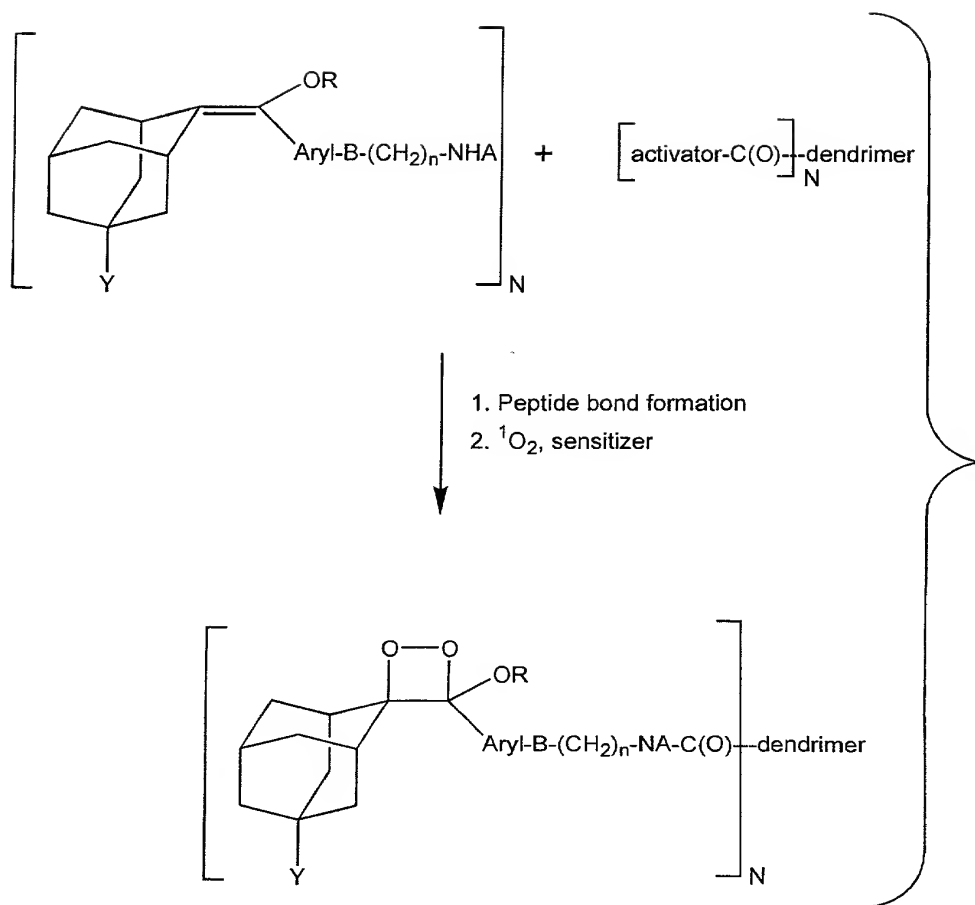 OR
Aryl-B-(CH₂)ₙ-NHA + activator-C(O)---dendrimer
N
Y
N
1. Peptide bond formation
2. ¹O₂, sensitizer
O—O
OR
Aryl-B-(CH₂)ₙ-NA-C(O)---dendrimer
Y
N